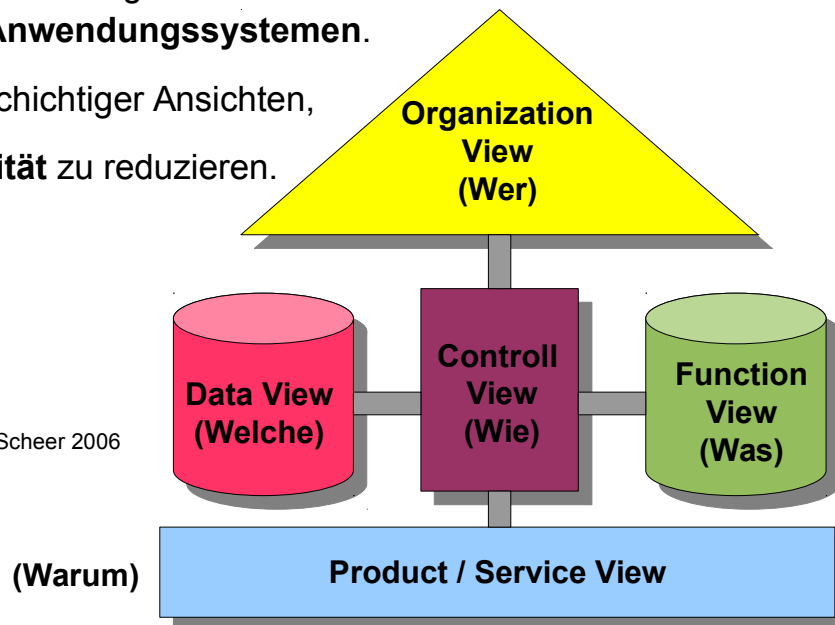 Anwendungssystemen.
chichtiger Ansichten,
ität zu reduzieren.
Organization
View
(Wer)
Data View
(Welche)
Controll
View
(Wie)
Function
View
(Was)
Scheer 2006
(Warum)
Product / Service View